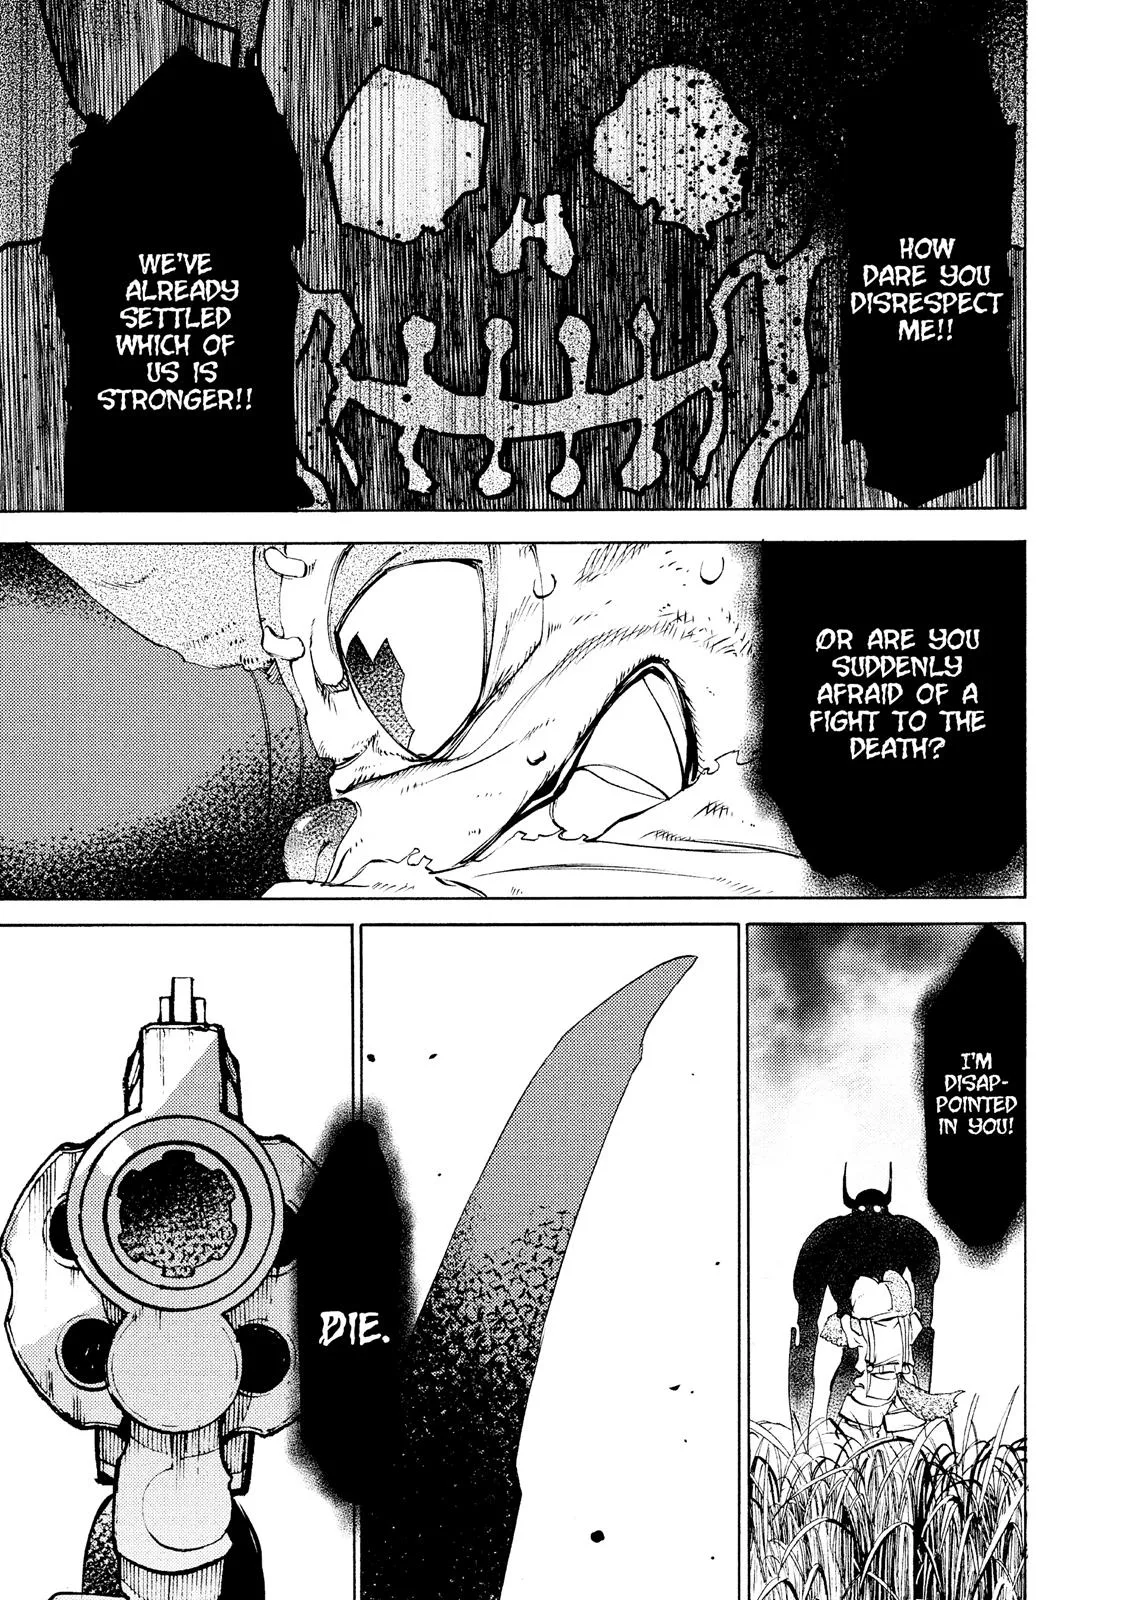 HOW
DARE YOU
DISRESPECT
ME!!
WE'VE
ALREADY
SETTLED
WHICH OF
US IS
STRONGER!!
OR ARE YOU
SUDDENLY
AFRAID OF A
FIGHT TO THE
DEATH?
I'M
DISAP-
POINTED
IN YOU!
DIE.